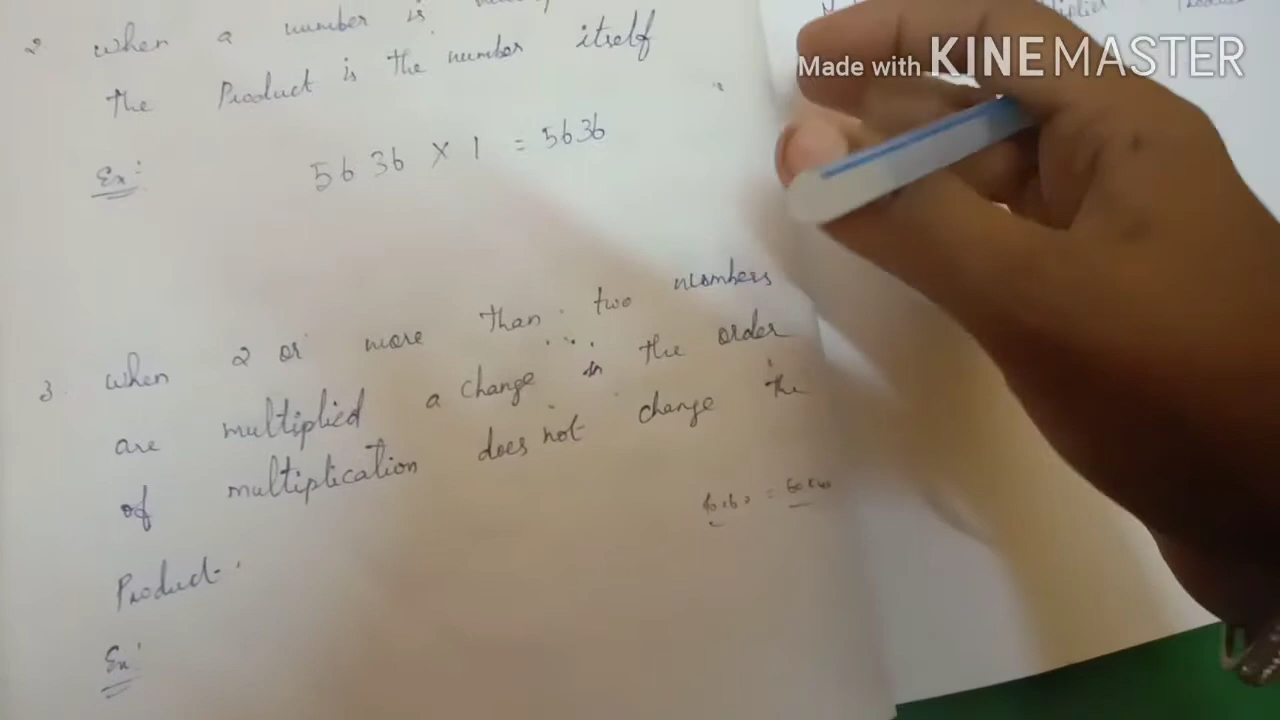 2 when a number is
the Product is the number itself
Ex: 5636 × 1 = 5636
3. when 2 or more than two numbers
are multiplied a change in the order
of multiplication does not change the
Product.
Ex:
Made with KINEMASTER